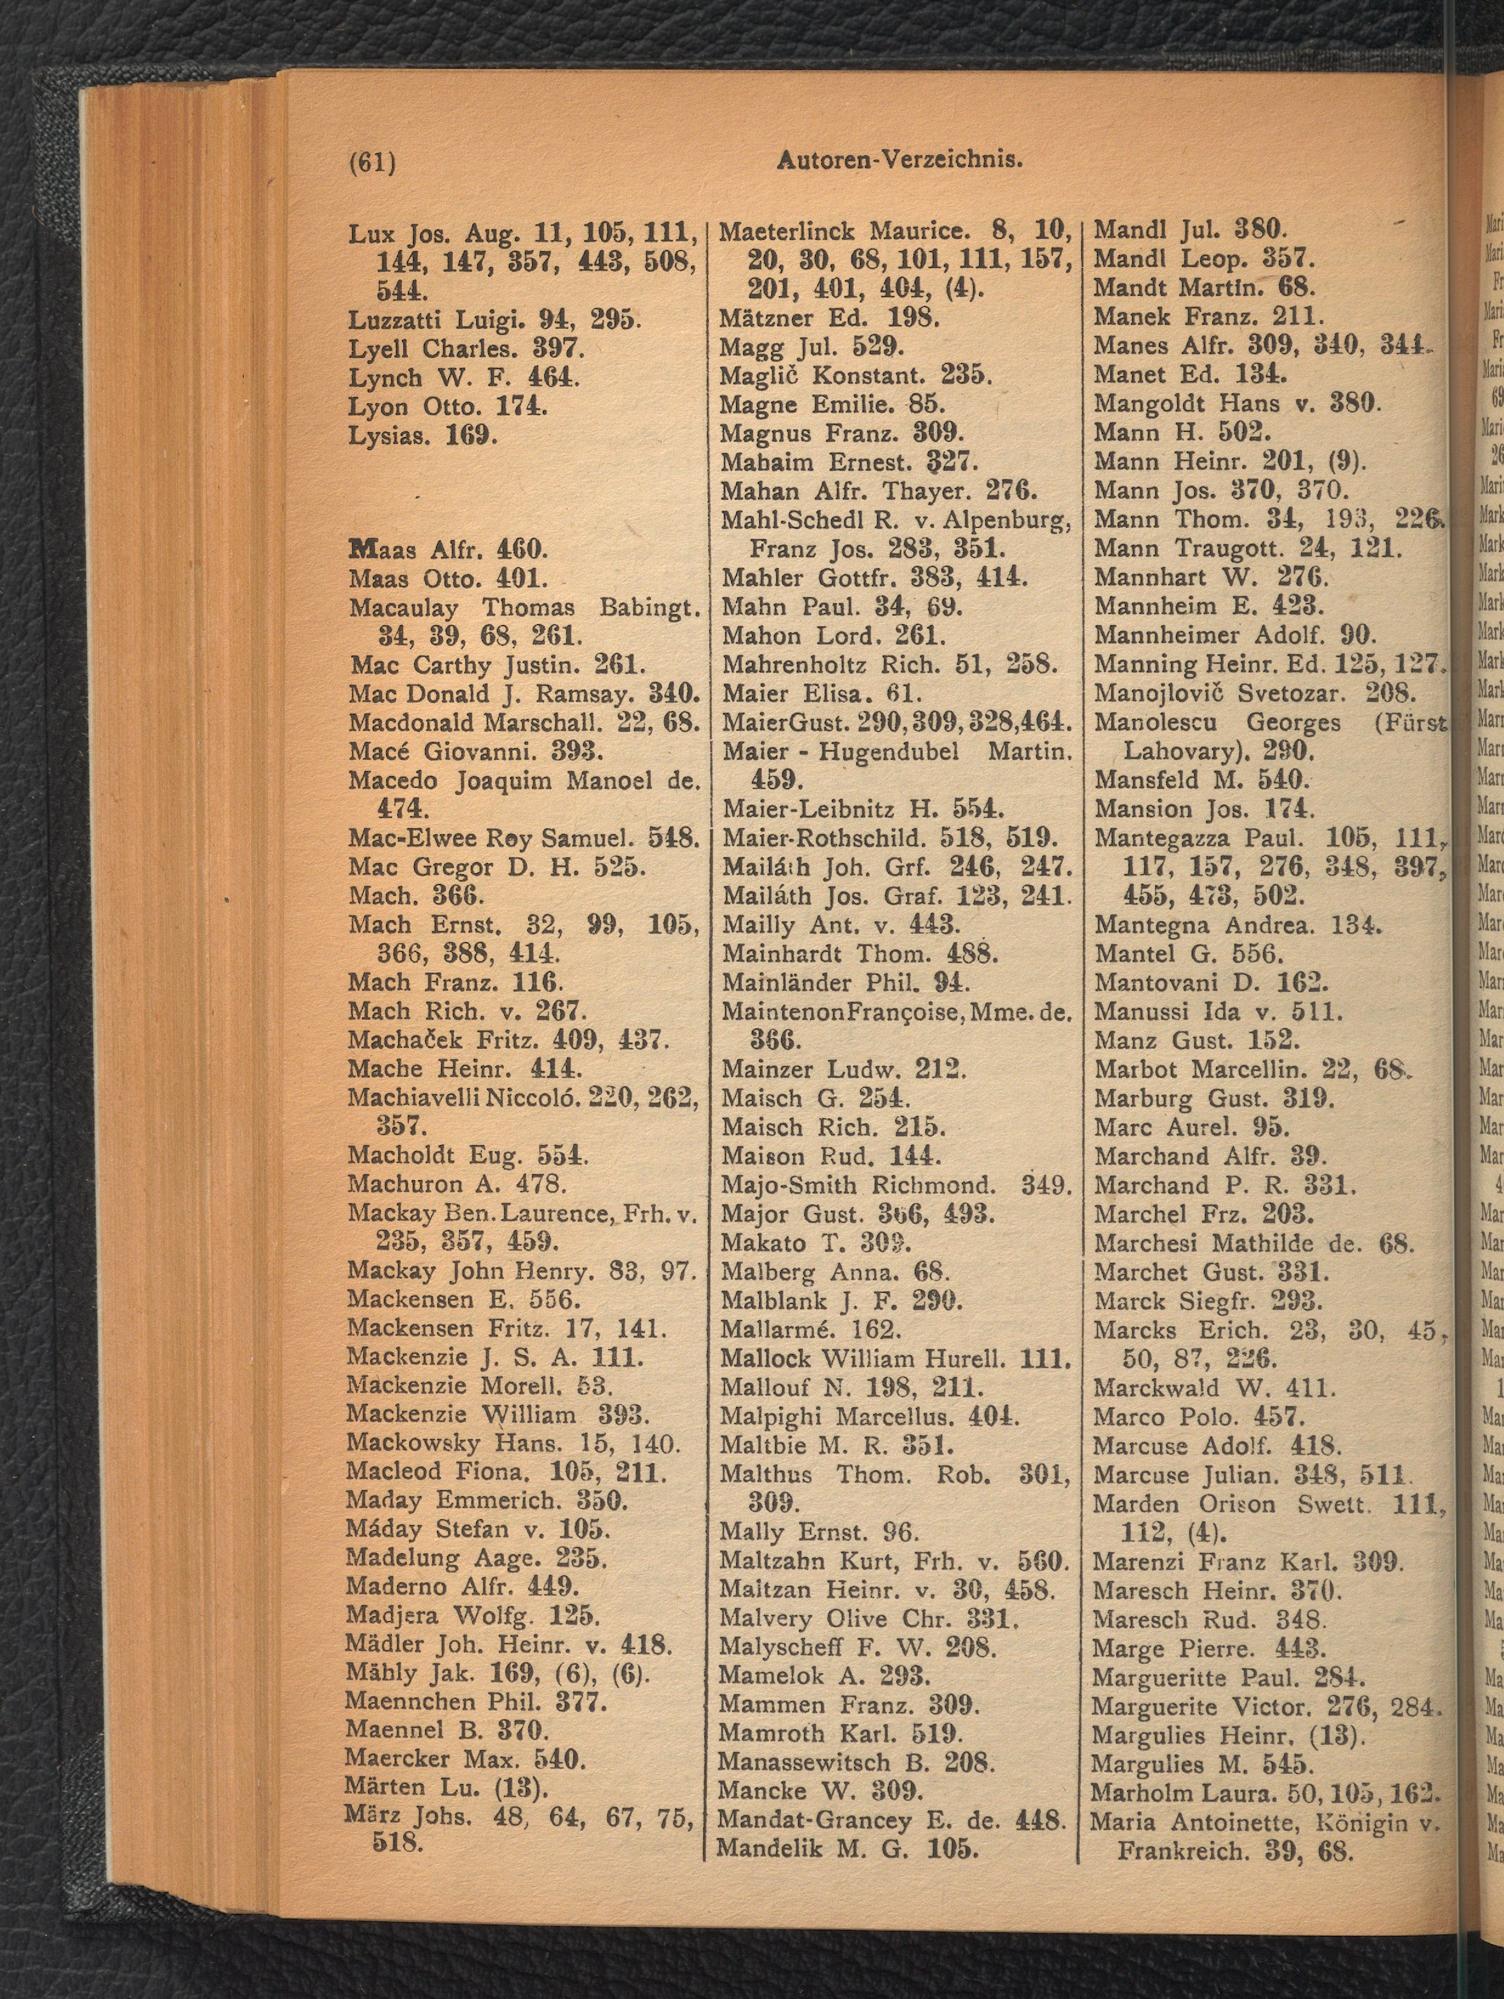 (61)
Autoren-Verzeichnis.
Lux Jos. Aug. 11, 105, 111,
144, 147, 357, 443, 508,
544.
Luzzatti Luigi. 94, 295.
Lyell Charles. 397.
Lynch W. F. 464.
Lyon Otto. 174.
Lysias. 169.
Maas Alfr. 460.
Maas Otto. 401.
Macaulay Thomas Babingt.
34, 39, 68, 261.
Mac Carthy Justin. 261.
Mac Donald J. Ramsay. 340.
Macdonald Marschall. 22, 68.
Macé Giovanni. 393.
Macedo Joaquim Manoel de.
474.
Mac-Elwee Roy Samuel. 548.
Mac Gregor D. H. 525.
Mach. 366.
Mach Ernst. 32, 99, 105,
366, 388, 414.
Mach Franz. 116.
Mach Rich. v. 267.
Machaček Fritz. 409, 437.
Mache Heinr. 414.
Machiavelli Niccoló. 220, 262,
357.
Macholdt Eug. 554.
Machuron A. 478.
Mackay Ben. Laurence, Frh. v.
235, 357, 459.
Mackay John Henry. 83, 97.
Mackensen E. 556.
Mackensen Fritz. 17, 141.
Mackenzie J. S. A. 111.
Mackenzie Morell. 53.
Mackenzie William 393.
Mackowsky Hans. 15, 140.
Macleod Fiona. 105, 211.
Maday Emmerich. 350.
Máday Stefan v. 105.
Madelung Aage. 235.
Maderno Alfr. 449.
Madjera Wolfg. 125.
Mädler Joh. Heinr. v. 418.
Mähly Jak. 169, (6), (6).
Maennchen Phil. 377.
Maennel B. 370.
Maercker Max. 540.
Märten Lu. (13).
März Johs. 48, 64, 67, 75,
518.
Maeterlinck Maurice. 8, 10,
20, 30, 68, 101, 111, 157,
201, 401, 404, (4).
Mätzner Ed. 198.
Magg Jul. 529.
Maglič Konstant. 235.
Magne Emilie. 85.
Magnus Franz. 309.
Mahaim Ernest. 327.
Mahan Alfr. Thayer. 276.
Mahl-Schedl R. v. Alpenburg,
Franz Jos. 283, 351.
Mahler Gottfr. 383, 414.
Mahn Paul. 34, 69.
Mahon Lord. 261.
Mahrenholtz Rich. 51, 258.
Maier Elisa. 61.
Maier Gust. 290, 309, 328, 464.
Maier - Hugendubel Martin.
459.
Maier-Leibnitz H. 554.
Maier-Rothschild. 518, 519.
Mailáth Joh. Grf. 246, 247.
Mailáth Jos. Graf. 123, 241.
Mailly Ant. v. 443.
Mainhardt Thom. 488.
Mainländer Phil. 94.
Maintenon Françoise, Mme. de.
366.
Mainzer Ludw. 212.
Maisch G. 254.
Maisch Rich. 215.
Maison Rud. 144.
Majo-Smith Richmond. 349.
Major Gust. 366, 493.
Makato T. 309.
Malberg Anna. 68.
Malblank J. F. 290.
Mallarmé. 162.
Mallock William Hurell. 111.
Mallouf N. 198, 211.
Malpighi Marcellus. 404.
Maltbie M. R. 351.
Malthus Thom. Rob. 301,
309.
Mally Ernst. 96.
Maltzahn Kurt, Frh. v. 560.
Maltzan Heinr. v. 30, 458.
Malvery Olive Chr. 331.
Malyscheff F. W. 208.
Mamelok A. 293.
Mammen Franz. 309.
Mamroth Karl. 519.
Manassewitsch B. 208.
Mancke W. 309.
Mandat-Grancey E. de. 448.
Mandelik M. G. 105.
Mandl Jul. 380.
Mandl Leop. 357.
Mandt Martin. 68.
Manek Franz. 211.
Manes Alfr. 309, 340, 344.
Manet Ed. 134.
Mangoldt Hans v. 380.
Mann H. 502.
Mann Heinr. 201, (9).
Mann Jos. 370, 370.
Mann Thom. 34, 193, 226.
Mann Traugott. 24, 121.
Mannhart W. 276.
Mannheim E. 423.
Mannheimer Adolf. 90.
Manning Heinr. Ed. 125, 127.
Manojlovič Svetozar. 208.
Manolescu Georges (Fürst
Lahovary). 290.
Mansfeld M. 540.
Mansion Jos. 174.
Mantegazza Paul. 105, 111,
117, 157, 276, 348, 397,
455, 473, 502.
Mantegna Andrea. 134.
Mantel G. 556.
Mantovani D. 162.
Manussi Ida v. 511.
Manz Gust. 152.
Marbot Marcellin. 22, 68.
Marburg Gust. 319.
Marc Aurel. 95.
Marchand Alfr. 39.
Marchand P. R. 331.
Marchel Frz. 203.
Marchesi Mathilde de. 68.
Marchet Gust. 331.
Marck Siegfr. 293.
Marcks Erich. 23, 30, 45,
50, 87, 226.
Marckwald W. 411.
Marco Polo. 457.
Marcuse Adolf. 418.
Marcuse Julian. 348, 511.
Marden Orison Swett. 111,
112, (4).
Marenzi Franz Karl. 309.
Maresch Heinr. 370.
Maresch Rud. 348.
Marge Pierre. 443.
Margueritte Paul. 284.
Marguerite Victor. 276, 284.
Margulies Heinr. (13).
Margulies M. 545.
Marholm Laura. 50, 105, 162.
Maria Antoinette, Königin v.
Frankreich. 39, 68.